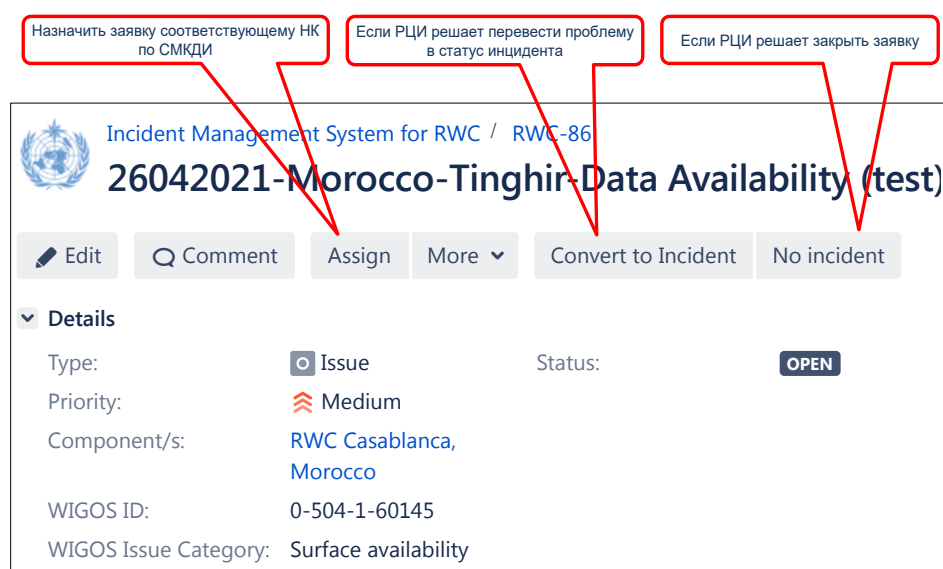 Назначить заявку соответствующему НК
по СМКДИ
Если РЦИ решает перевести проблему
в статус инцидента
Если РЦИ решает закрыть заявку
Incident Management System for RWC / RWC-86
26042021-Morocco-Tinghir-Data Availability (test)
Edit Comment Assign More Convert to Incident No incident
Details
Type: Issue Status: OPEN
Priority: Medium
Component/s: RWC Casablanca,
Morocco
WIGOS ID: 0-504-1-60145
WIGOS Issue Category: Surface availability